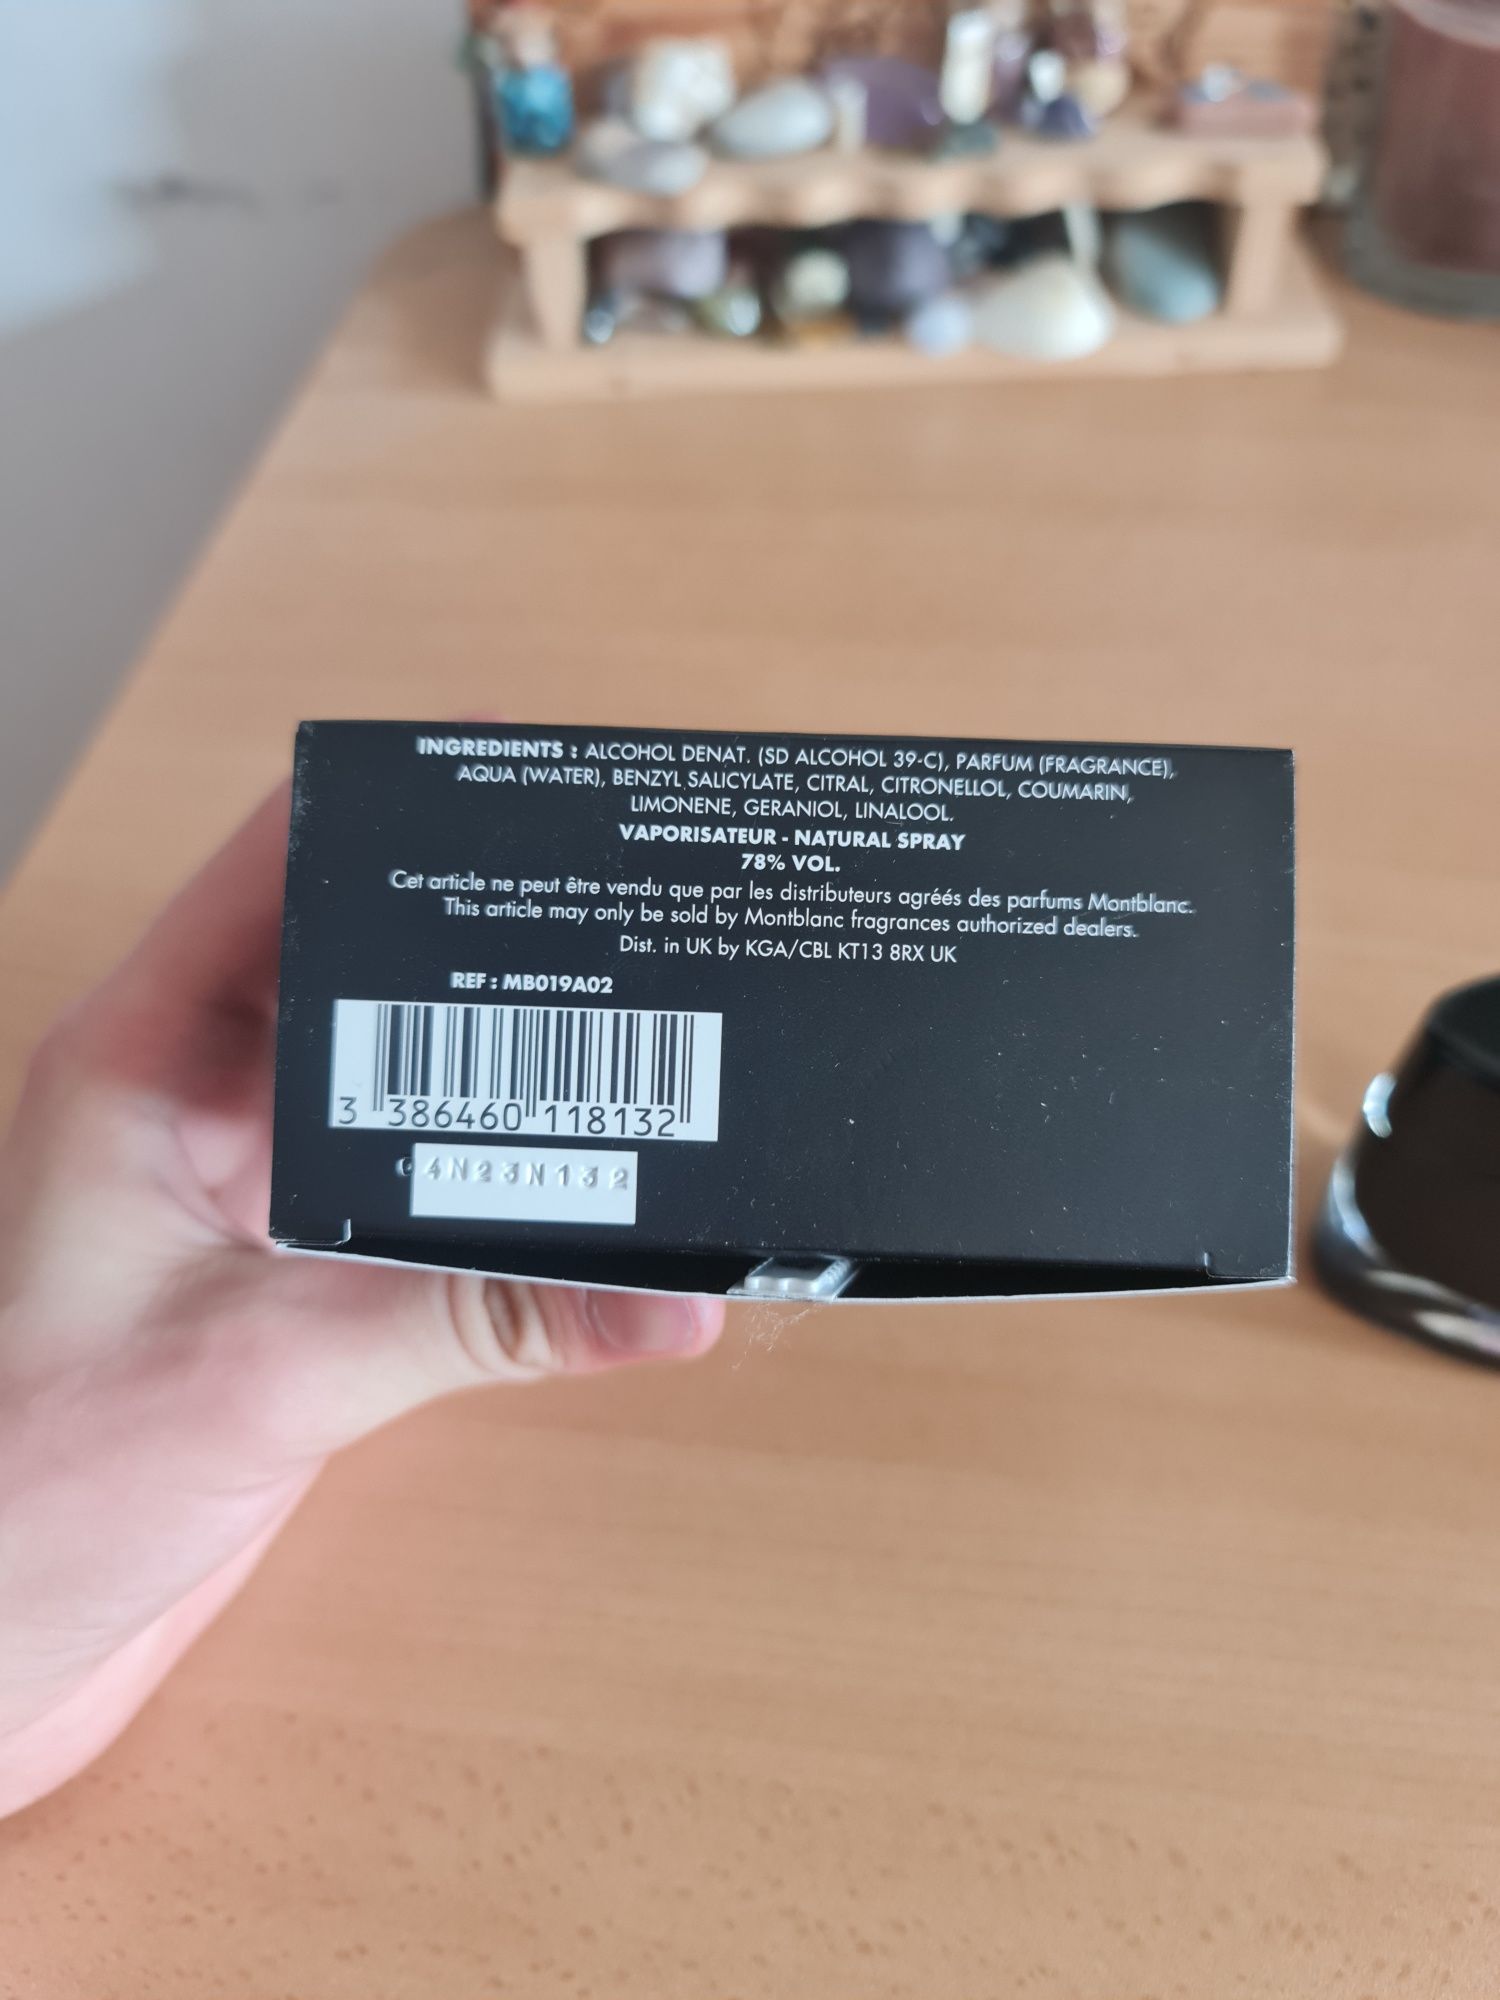 INGREDIENTS : ALCOHOL DENAT. (SD ALCOHOL 39-C), PARFUM (FRAGRANCE),
AQUA (WATER), BENZYL SALICYLATE, CITRAL, CITRONELLOL, COUMARIN,
LIMONENE, GERANIOL, LINALOOL.
VAPORISATEUR - NATURAL SPRAY
78% VOL.
Cet article ne peut être vendu que par les distributeurs agréés des parfums Montblanc.
This article may only be sold by Montblanc fragrances authorized dealers.
Dist. in UK by KGA/CBL KT13 8RX UK
REF : MB019A02
3 386460 118132